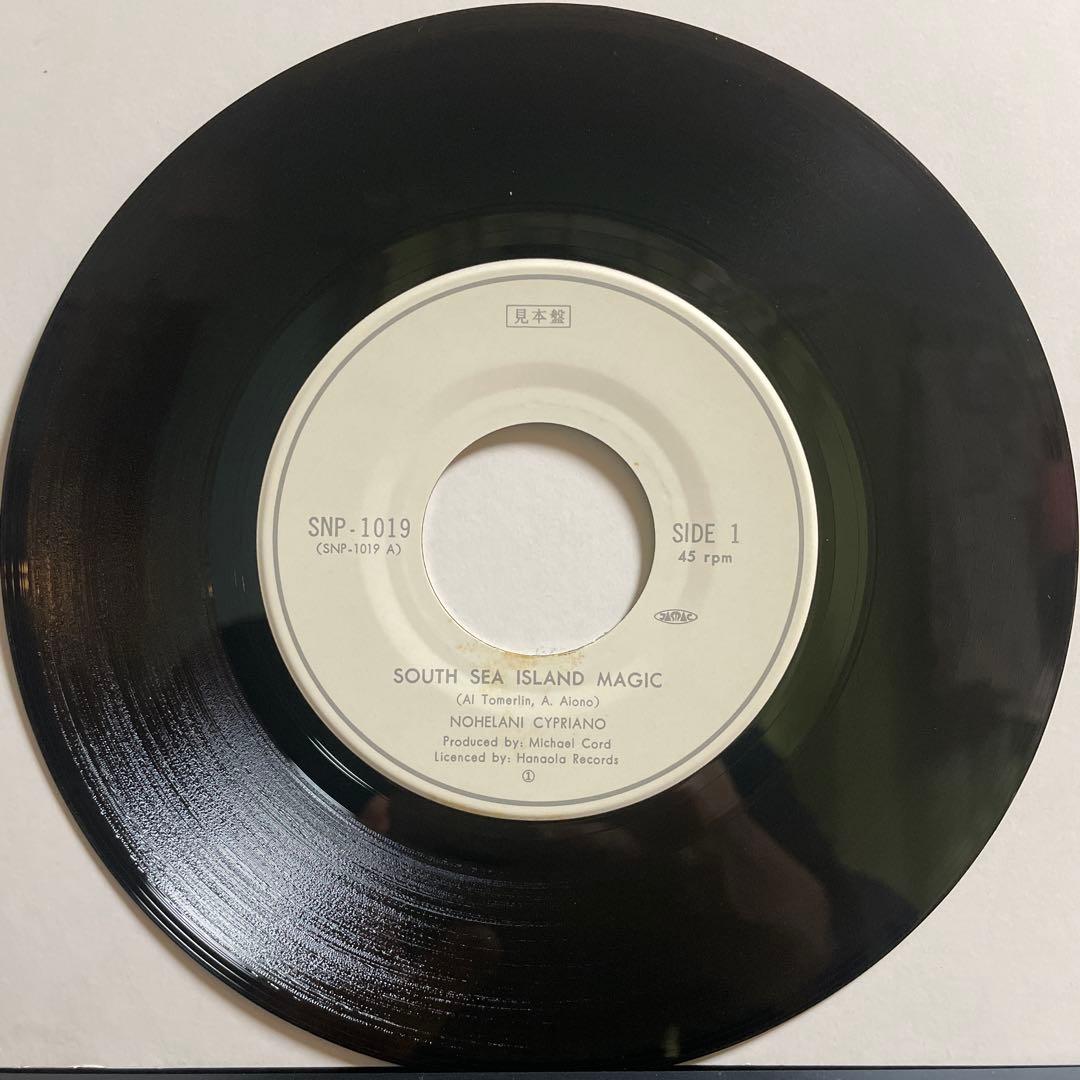 見本盤
SNP-1019
(SNP-1019 A)
SIDE 1
45 rpm
JASRAC
SOUTH SEA ISLAND MAGIC
(Al Tomerlin, A. Aiono)
NOHELANI CYPRIANO
Produced by: Michael Cord
Licenced by: Hanaola Records
①